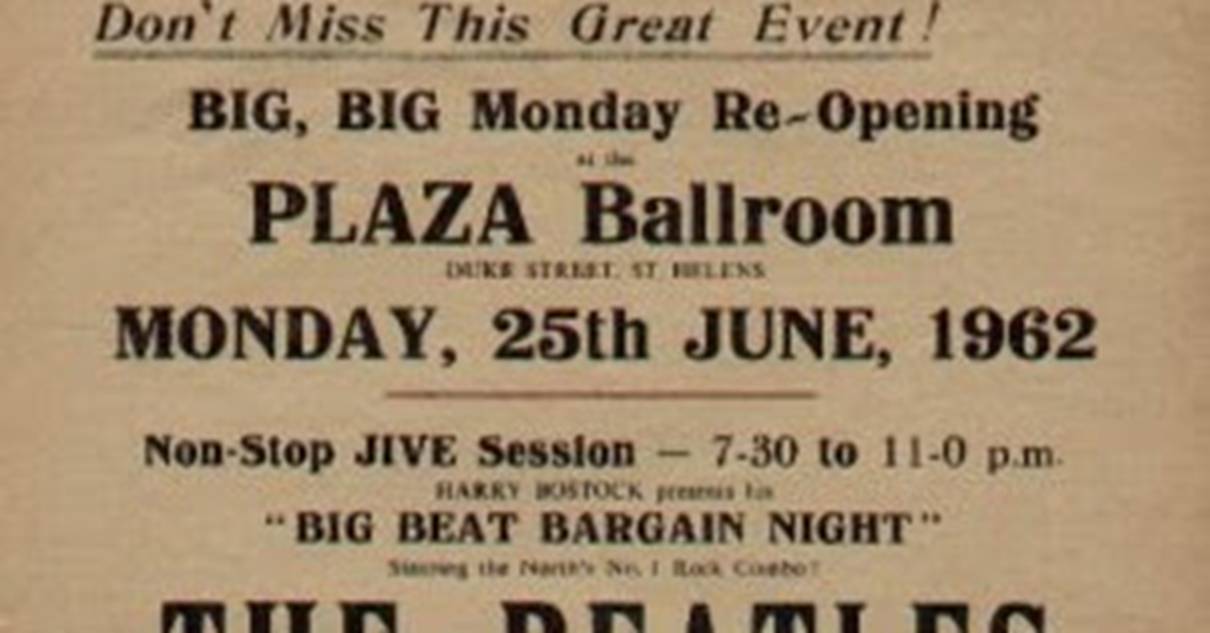 Don't Miss This Great Event!
BIG, BIG Monday Re-Opening
at the
PLAZA Ballroom
DUKE STREET. ST HELENS
MONDAY, 25th JUNE, 1962
Non-Stop JIVE Session — 7-30 to 11-0 p.m.
HARRY BOSTOCK presents his
"BIG BEAT BARGAIN NIGHT"
Starring the North's No. 1 Rock Combo!
THE BEATLES